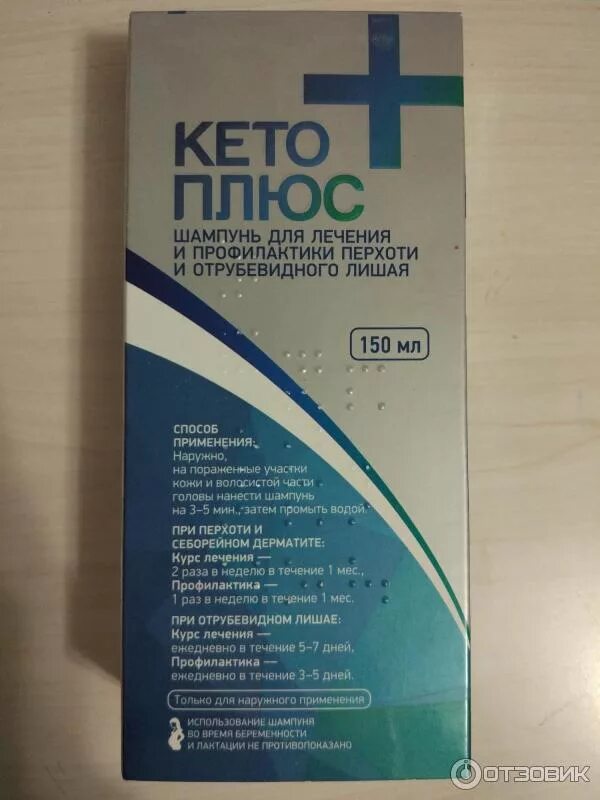 КЕТО
ПЛЮС
ШАМПУНЬ ДЛЯ ЛЕЧЕНИЯ
И ПРОФИЛАКТИКИ ПЕРХОТИ
И ОТРУБЕВИДНОГО ЛИШАЯ
150 мл
СПОСОБ
ПРИМЕНЕНИЯ:
Наружно,
на пораженные участки
кожи и волосистой части
головы нанести шампунь
на 3–5 мин., затем промыть водой.
ПРИ ПЕРХОТИ И
СЕБОРЕЙНОМ ДЕРМАТИТЕ:
Курс лечения —
2 раза в неделю в течение 1 мес.,
Профилактика —
1 раз в неделю в течение 1 мес.
ПРИ ОТРУБЕВИДНОМ ЛИШАЕ:
Курс лечения —
ежедневно в течение 5–7 дней,
Профилактика —
ежедневно в течение 3–5 дней.
Только для наружного применения
ИСПОЛЬЗОВАНИЕ ШАМПУНЯ
ВО ВРЕМЯ БЕРЕМЕННОСТИ
И ЛАКТАЦИИ НЕ ПРОТИВОПОКАЗАНО
ОТЗОВИК